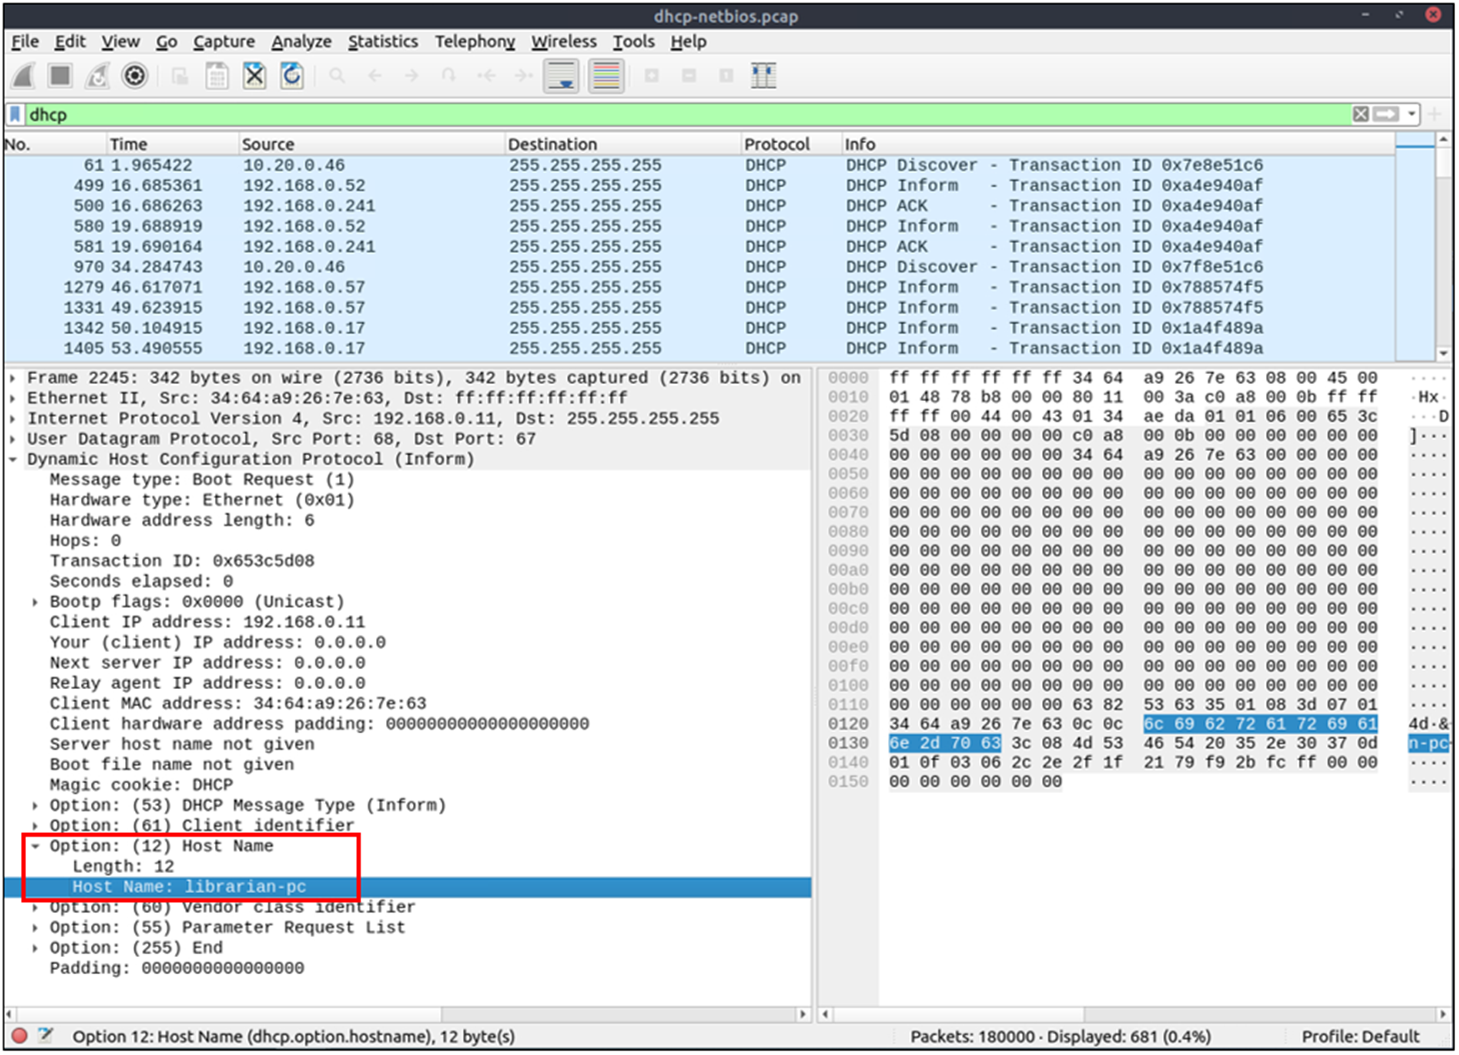 dhcp-netbios.pcap
File Edit View Go Capture Analyze Statistics Telephony Wireless Tools Help
dhcp
No. Time Source Destination Protocol Info
61 1.965422 10.20.0.46 255.255.255.255 DHCP DHCP Discover - Transaction ID 0x7e8e51c6
499 16.685361 192.168.0.52 255.255.255.255 DHCP DHCP Inform - Transaction ID 0xa4e940af
500 16.686263 192.168.0.241 255.255.255.255 DHCP DHCP ACK - Transaction ID 0xa4e940af
580 19.688919 192.168.0.52 255.255.255.255 DHCP DHCP Inform - Transaction ID 0xa4e940af
581 19.690164 192.168.0.241 255.255.255.255 DHCP DHCP ACK - Transaction ID 0xa4e940af
970 34.284743 10.20.0.46 255.255.255.255 DHCP DHCP Discover - Transaction ID 0x7f8e51c6
1279 46.617071 192.168.0.57 255.255.255.255 DHCP DHCP Inform - Transaction ID 0x788574f5
1331 49.623915 192.168.0.57 255.255.255.255 DHCP DHCP Inform - Transaction ID 0x788574f5
1342 50.104915 192.168.0.17 255.255.255.255 DHCP DHCP Inform - Transaction ID 0x1a4f489a
1405 53.490555 192.168.0.17 255.255.255.255 DHCP DHCP Inform - Transaction ID 0x1a4f489a
Frame 2245: 342 bytes on wire (2736 bits), 342 bytes captured (2736 bits) on
Ethernet II, Src: 34:64:a9:26:7e:63, Dst: ff:ff:ff:ff:ff:ff
Internet Protocol Version 4, Src: 192.168.0.11, Dst: 255.255.255.255
User Datagram Protocol, Src Port: 68, Dst Port: 67
Dynamic Host Configuration Protocol (Inform)
Message type: Boot Request (1)
Hardware type: Ethernet (0x01)
Hardware address length: 6
Hops: 0
Transaction ID: 0x653c5d08
Seconds elapsed: 0
Bootp flags: 0x0000 (Unicast)
Client IP address: 192.168.0.11
Your (client) IP address: 0.0.0.0
Next server IP address: 0.0.0.0
Relay agent IP address: 0.0.0.0
Client MAC address: 34:64:a9:26:7e:63
Client hardware address padding: 00000000000000000000
Server host name not given
Boot file name not given
Magic cookie: DHCP
Option: (53) DHCP Message Type (Inform)
Option: (61) Client identifier
Option: (12) Host Name
Length: 12
Host Name: librarian-pc
Option: (60) Vendor class identifier
Option: (55) Parameter Request List
Option: (255) End
Padding: 0000000000000000
0000 ff ff ff ff ff ff 34 64 a9 26 7e 63 08 00 45 00 ····
0010 01 48 78 b8 00 00 80 11 00 3a c0 a8 00 0b ff ff ·Hx·
0020 ff ff 00 44 00 43 01 34 ae da 01 01 06 00 65 3c ···D
0030 5d 08 00 00 00 00 c0 a8 00 0b 00 00 00 00 00 00 ]···
0040 00 00 00 00 00 00 34 64 a9 26 7e 63 00 00 00 00 ····
0050 00 00 00 00 00 00 00 00 00 00 00 00 00 00 00 00 ····
0060 00 00 00 00 00 00 00 00 00 00 00 00 00 00 00 00 ····
0070 00 00 00 00 00 00 00 00 00 00 00 00 00 00 00 00 ····
0080 00 00 00 00 00 00 00 00 00 00 00 00 00 00 00 00 ····
0090 00 00 00 00 00 00 00 00 00 00 00 00 00 00 00 00 ····
00a0 00 00 00 00 00 00 00 00 00 00 00 00 00 00 00 00 ····
00b0 00 00 00 00 00 00 00 00 00 00 00 00 00 00 00 00 ····
00c0 00 00 00 00 00 00 00 00 00 00 00 00 00 00 00 00 ····
00d0 00 00 00 00 00 00 00 00 00 00 00 00 00 00 00 00 ····
00e0 00 00 00 00 00 00 00 00 00 00 00 00 00 00 00 00 ····
00f0 00 00 00 00 00 00 00 00 00 00 00 00 00 00 00 00 ····
0100 00 00 00 00 00 00 00 00 00 00 00 00 00 00 00 00 ····
0110 00 00 00 00 00 00 63 82 53 63 35 01 08 3d 07 01 ····
0120 34 64 a9 26 7e 63 0c 0c 6c 69 62 72 61 72 69 61 4d·&
0130 6e 2d 70 63 3c 08 4d 53 46 54 20 35 2e 30 37 0d n-pc
0140 01 0f 03 06 2c 2e 2f 1f 21 79 f9 2b fc ff 00 00 ····
0150 00 00 00 00 00 00 ····
Option 12: Host Name (dhcp.option.hostname), 12 byte(s)
Packets: 180000 · Displayed: 681 (0.4%)
Profile: Default